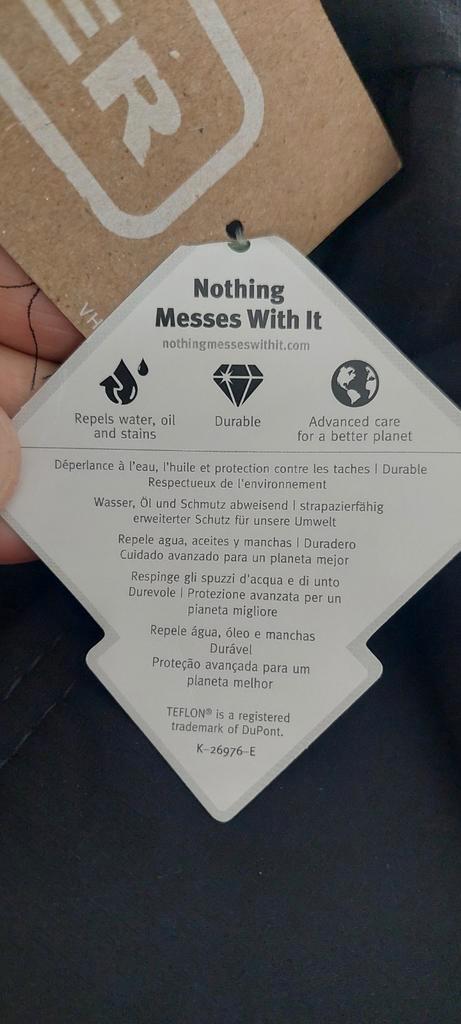 ER
VH
Nothing
Messes With It
nothingmesseswithit.com
Repels water, oil
and stains
Durable
Advanced care
for a better planet
Déperlance à l'eau, l'huile et protection contre les taches | Durable
Respectueux de l'environnement
Wasser, Öl und Schmutz abweisend | strapazierfähig
erweiterter Schutz für unsere Umwelt
Repele agua, aceites y manchas | Duradero
Cuidado avanzado para un planeta mejor
Respinge gli spuzzi d'acqua e di unto
Durevole | Protezione avanzata per un
pianeta migliore
Repele água, óleo e manchas
Durável
Proteção avançada para um
planeta melhor
TEFLON® is a registered
trademark of DuPont.
K-26976-E